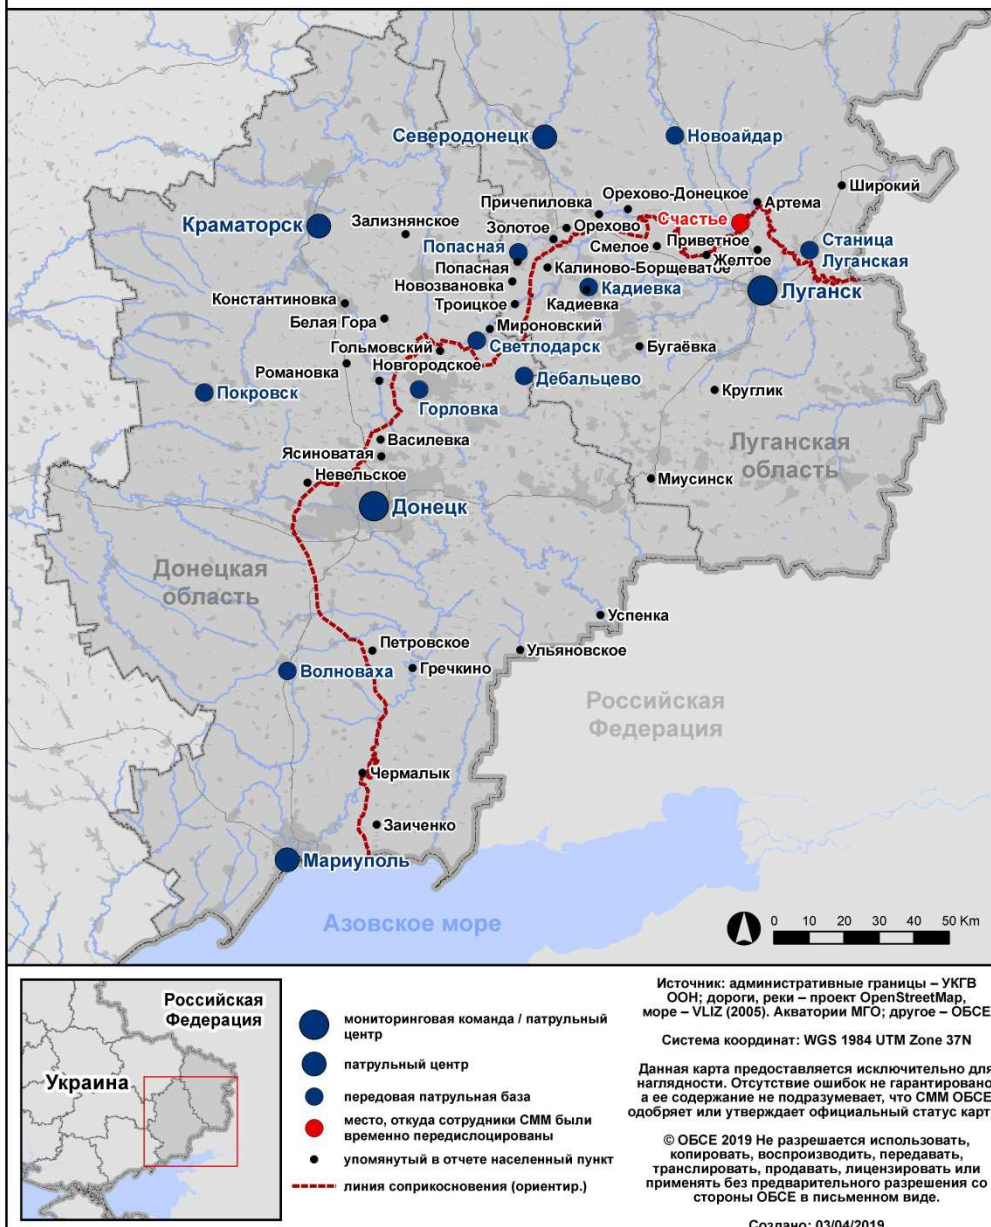 Северодонецк
Новоайдар
Широкий
Орехово-Донецкое
Артема
Причепиловка
Счастье
Краматорск
Зализнянское
Золотое
Орехово
Смелое
Приветное
Станица
Луганская
Попасная
Желтое
Попасная
Калиново-Борщеватое
Новозвановка
Кадиевка
Луганск
Константиновка
Троицкое
Кадиевка
Белая Гора
Мироновский
Светлодарск
Бугаёвка
Гольмовский
Новгородское
Романовка
Дебальцево
Покровск
Горловка
Круглик
Василевка
Луганская
область
Ясиноватая
Невельское
Миусинск
Донецк
Донецкая
область
Успенка
Петровское
Ульяновское
Волноваха
Гречкино
Российская
Федерация
Чермалык
Заиченко
Мариуполь
Азовское море
0 10 20 30 40 50 Km
Российская
Федерация
Украина
мониторинговая команда / патрульный
центр
патрульный центр
передовая патрульная база
место, откуда сотрудники СММ были
временно передислоцированы
упомянутый в отчете населенный пункт
линия соприкосновения (ориентир.)
Источник: административные границы – УКГВ
ООН; дороги, реки – проект OpenStreetMap,
море – VLIZ (2005). Акватории МГО; другое – ОБСЕ
Система координат: WGS 1984 UTM Zone 37N
Данная карта предоставляется исключительно для
наглядности. Отсутствие ошибок не гарантировано
а ее содержание не подразумевает, что СММ ОБСЕ
одобряет или утверждает официальный статус карт
© ОБСЕ 2019 Не разрешается использовать,
копировать, воспроизводить, передавать,
транслировать, продавать, лицензировать или
применять без предварительного разрешения со
стороны ОБСЕ в письменном виде.
Создано: 03/04/2019